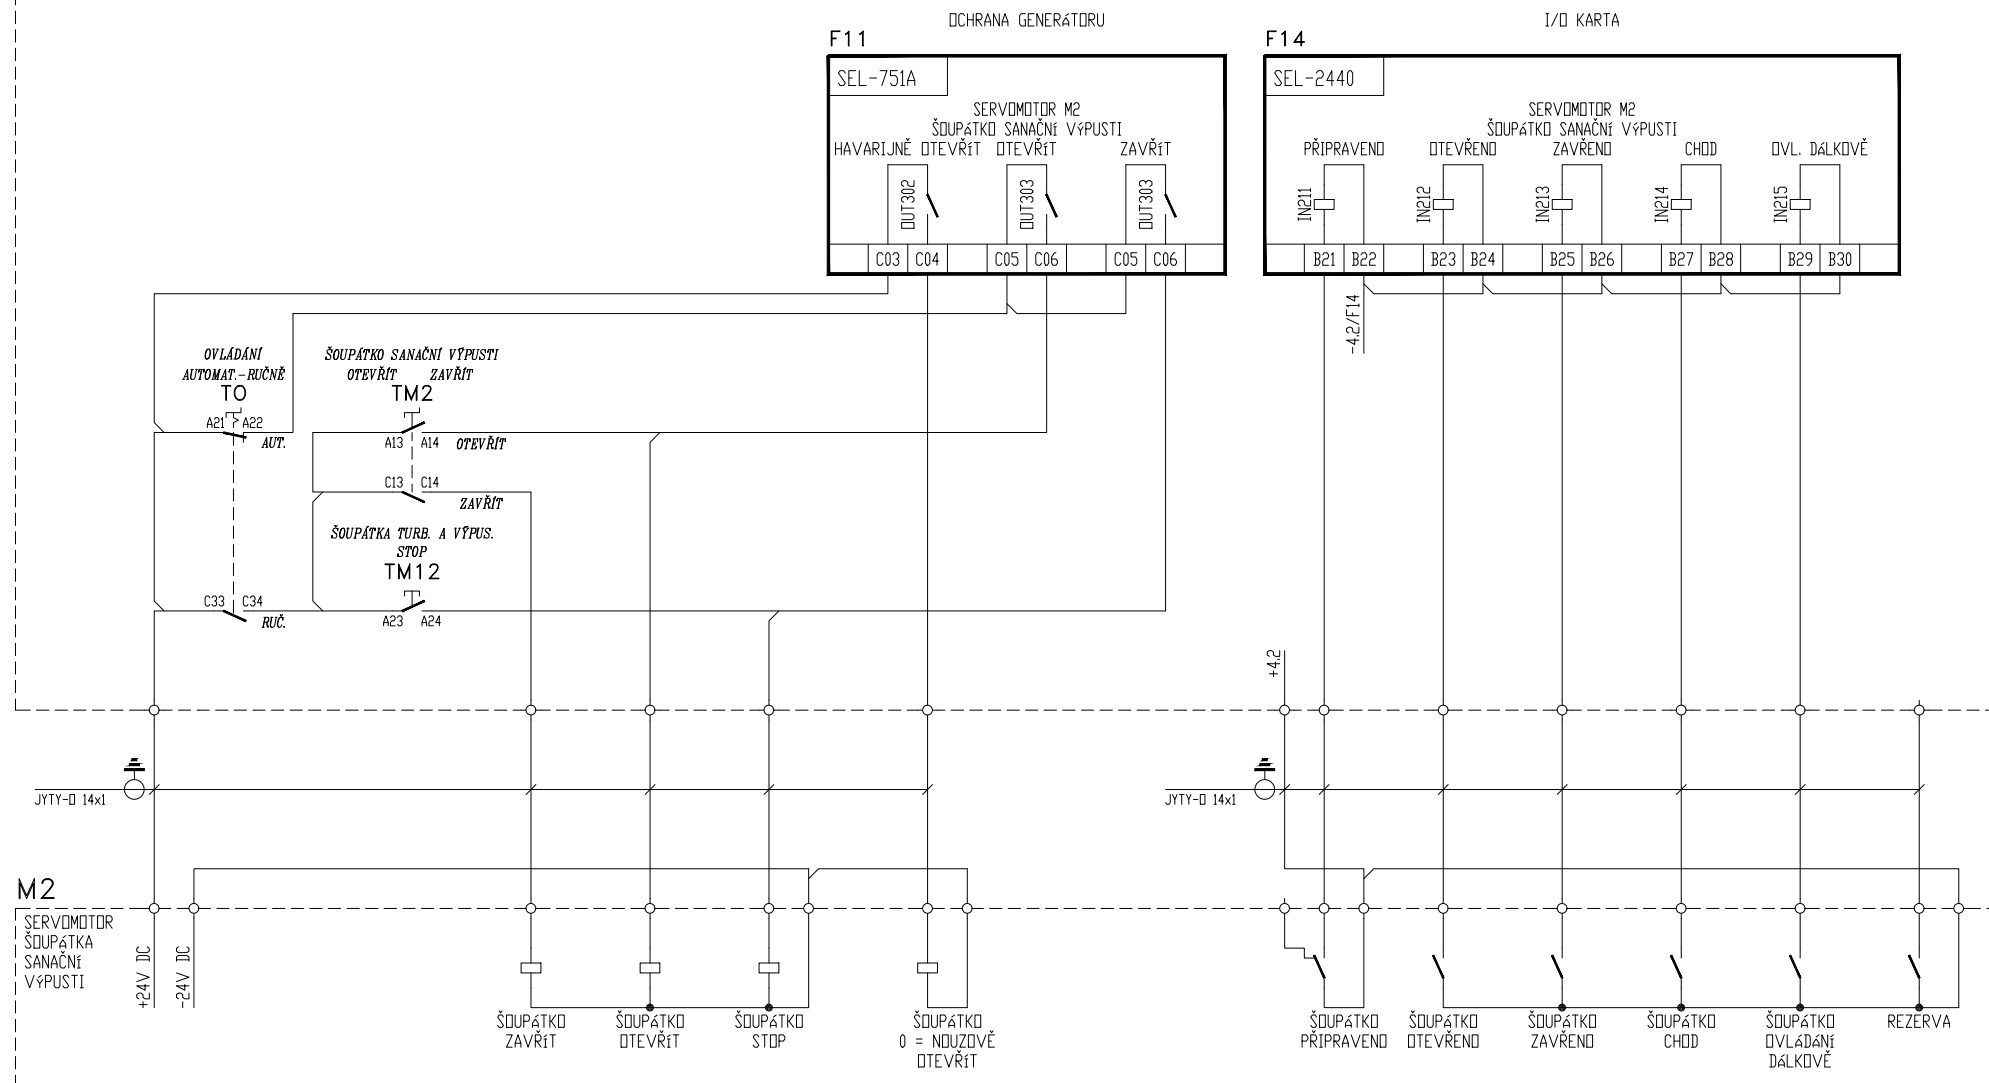 OCHRANA GENERÁTORU
I/O KARTA
F11
F14
SEL-751A
SEL-2440
SERVOMOTOR M2
ŠOUPÁTKO SANAČNÍ VÝPUSTI
HAVARIJNĚ OTEVŘÍT
OTEVŘÍT
ZAVŘÍT
SERVOMOTOR M2
ŠOUPÁTKO SANAČNÍ VÝPUSTI
PŘIPRAVENO
OTEVŘENO
ZAVŘENO
CHOD
OVL. DÁLKOVĚ
OUT302
OUT303
OUT303
IN211
IN212
IN213
IN214
IN215
C03
C04
C05
C06
C05
C06
B21
B22
B23
B24
B25
B26
B27
B28
B29
B30
-4.2/F14
OVLÁDÁNÍ
AUTOMAT.-RUČNĚ
TO
A21
A22
AUT.
ŠOUPÁTKO SANAČNÍ VÝPUSTI
OTEVŘÍT
ZAVŘÍT
TM2
A13
A14
OTEVŘÍT
C13
C14
ZAVŘÍT
ŠOUPÁTKA TURB. A VÝPUS.
STOP
TM12
C33
C34
RUČ.
A23
A24
+4.2
JYTY-O 14x1
JYTY-O 14x1
M2
SERVOMOTOR
ŠOUPÁTKA
SANAČNÍ
VÝPUSTI
+24V DC
-24V DC
ŠOUPÁTKO
ZAVŘÍT
ŠOUPÁTKO
OTEVŘÍT
ŠOUPÁTKO
STOP
ŠOUPÁTKO
0 = NOUZOVĚ
OTEVŘÍT
ŠOUPÁTKO
PŘIPRAVENO
ŠOUPÁTKO
OTEVŘENO
ŠOUPÁTKO
ZAVŘENO
ŠOUPÁTKO
CHOD
ŠOUPÁTKO
OVLÁDÁNÍ
DÁLKOVĚ
REZERVA